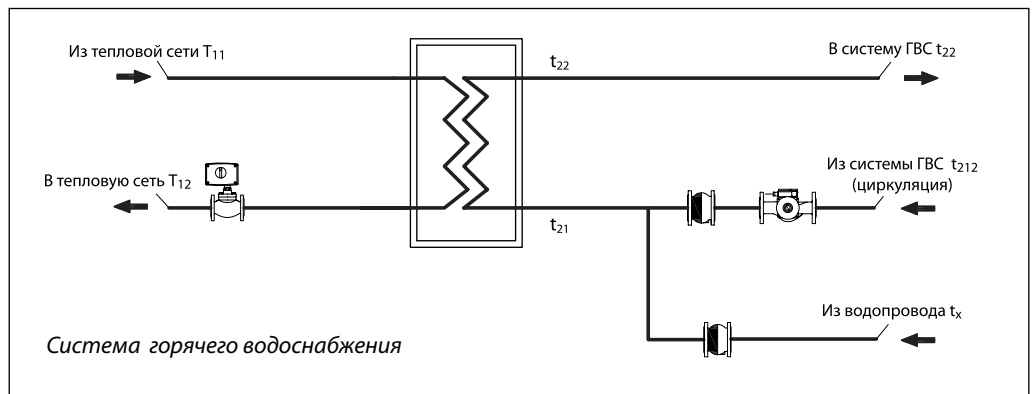 Из тепловой сети T11
t22
В систему ГВС t22
В тепловую сеть T12
Из системы ГВС t212
(циркуляция)
t21
Из водопровода tx
Система горячего водоснабжения